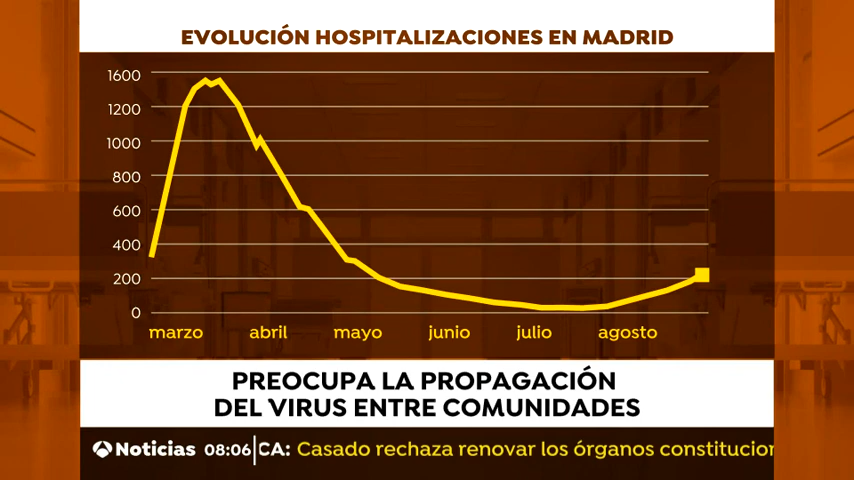 EVOLUCIÓN HOSPITALIZACIONES EN MADRID
1600
1200
1000
800
600
400
200
0
marzo abril mayo junio julio agosto
PREOCUPA LA PROPAGACIÓN
DEL VIRUS ENTRE COMUNIDADES
Noticias 08:06 CA: Casado rechaza renovar los órganos constitucion